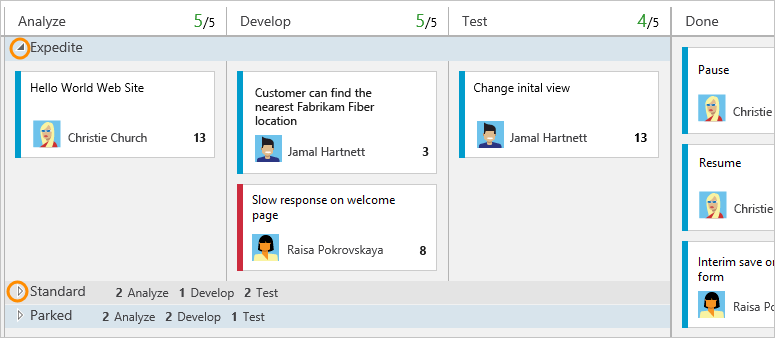 Analyze 5/5 Develop 5/5 Test 4/5 Done
Expedite
Hello World Web Site
Christie Church 13
Customer can find the
nearest Fabrikam Fiber
location
Jamal Hartnett 3
Slow response on welcome
page
Raisa Pokrovskaya 8
Change inital view
Jamal Hartnett 13
Pause
Christie
Resume
Christie
Interim save on
form
Raisa Po
Standard 2 Analyze 1 Develop 2 Test
Parked 2 Analyze 2 Develop 1 Test